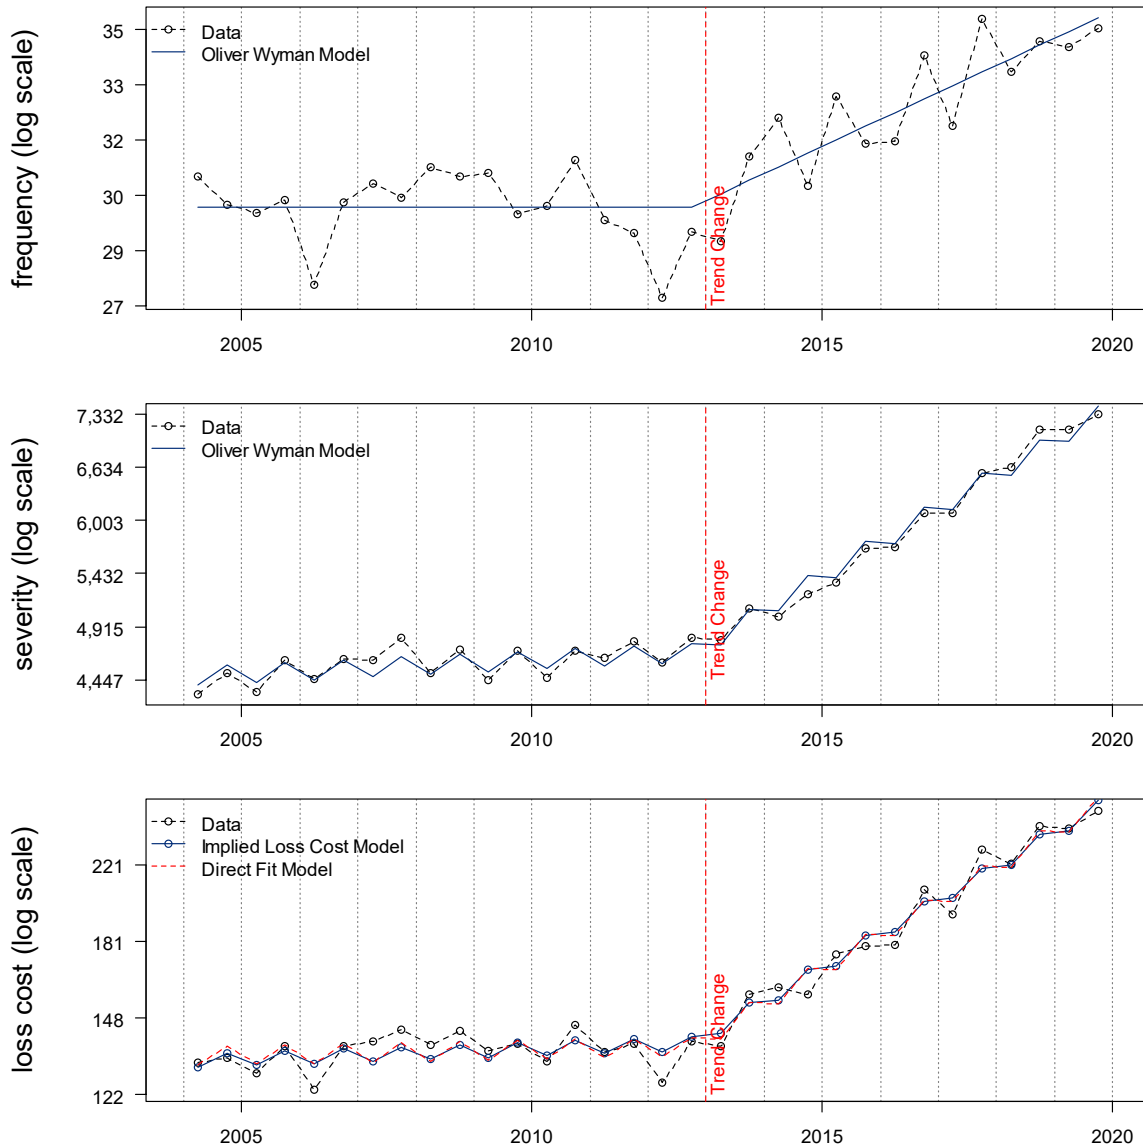 frequency (log scale)
35
33
32
30
29
27
Data
Oliver Wyman Model
Trend Change
2005
2010
2015
2020
severity (log scale)
7,332
6,634
6,003
5,432
4,915
4,447
Data
Oliver Wyman Model
Trend Change
2005
2010
2015
2020
loss cost (log scale)
221
181
148
122
Data
Implied Loss Cost Model
Direct Fit Model
Trend Change
2005
2010
2015
2020